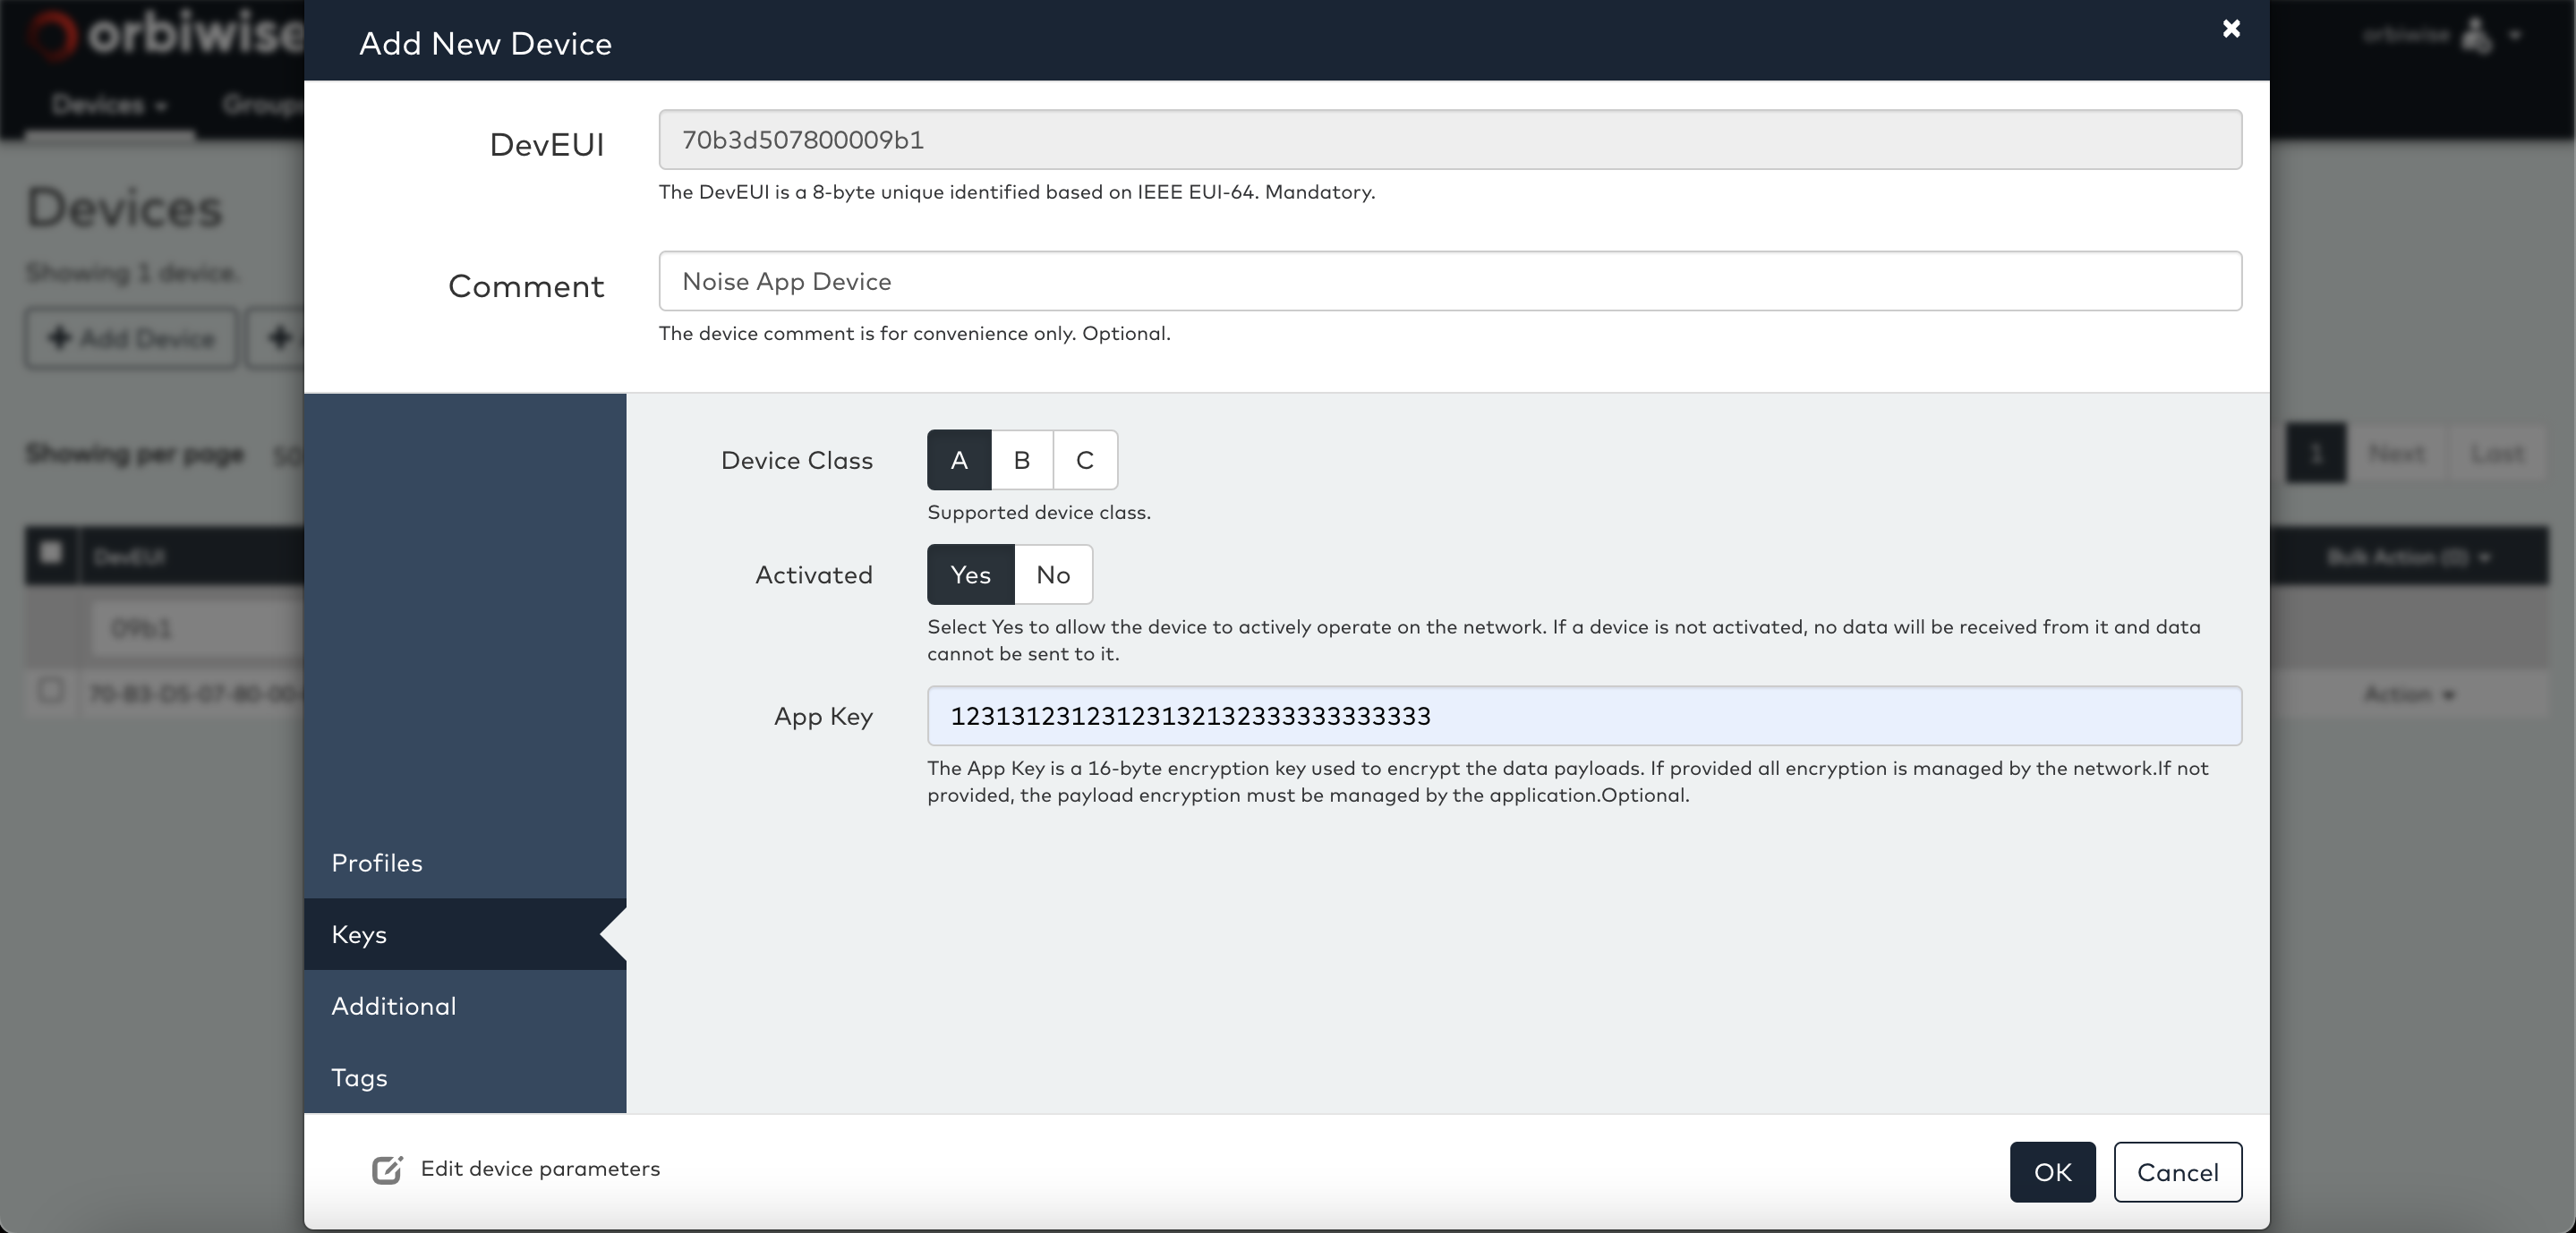 orbiwise
Add New Device
orbiwise
Devices
Groups
DevEUI
70b3d507800009b1
The DevEUI is a 8-byte unique identified based on IEEE EUI-64. Mandatory.
Devices
Showing 1 device.
Comment
Noise App Device
The device comment is for convenience only. Optional.
Add Device
Showing per page 50
1 Next Last
Device Class
A B C
Supported device class.
DevEUI
Bulk Action (0)
Activated
Yes No
Select Yes to allow the device to actively operate on the network. If a device is not activated, no data will be received from it and data
cannot be sent to it.
09b1
70-B3-D5-07-80-00-
Action
App Key
The App Key is a 16-byte encryption key used to encrypt the data payloads. If provided all encryption is managed by the network.If not
provided, the payload encryption must be managed by the application.Optional.
Profiles
Keys
Additional
Tags
Edit device parameters
OK
Cancel